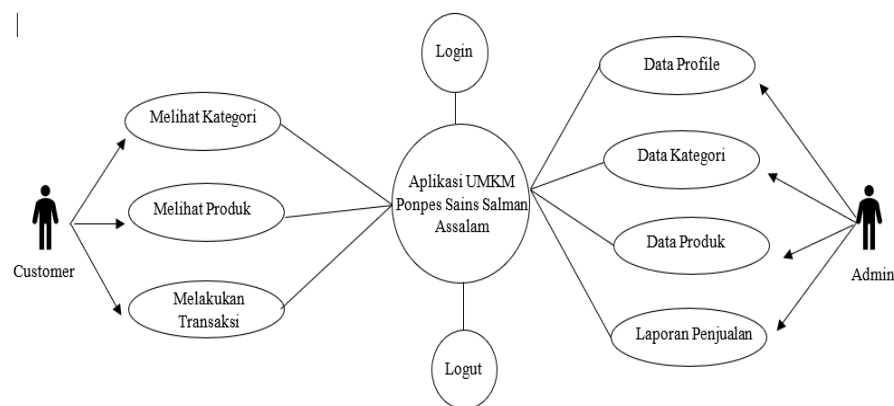 Login
Data Profile
Melihat Kategori
Data Kategori
Aplikasi UMKM
Ponpes Sains Salman
Assalam
Melihat Produk
Data Produk
Customer
Admin
Melakukan
Transaksi
Laporan Penjualan
Logut